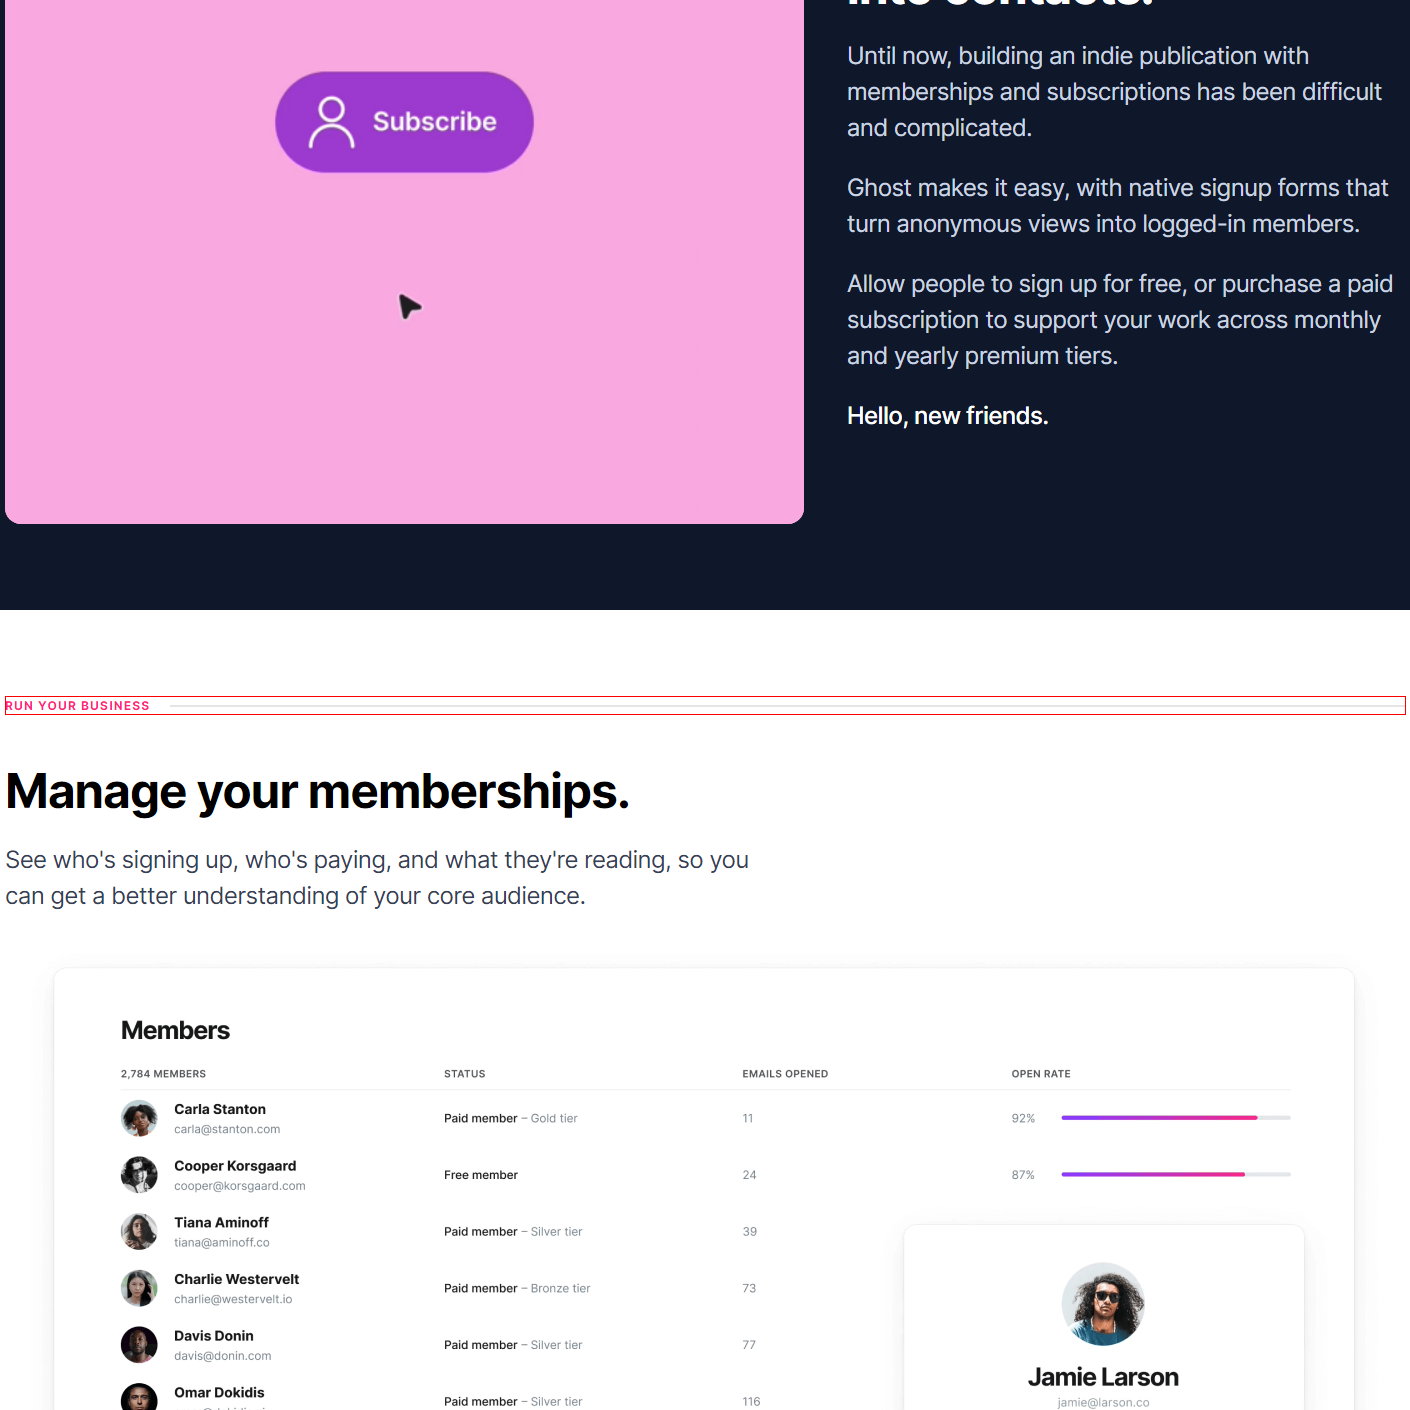 into contacts.
Subscribe
Until now, building an indie publication with
memberships and subscriptions has been difficult
and complicated.
Ghost makes it easy, with native signup forms that
turn anonymous views into logged-in members.
Allow people to sign up for free, or purchase a paid
subscription to support your work across monthly
and yearly premium tiers.
Hello, new friends.
RUN YOUR BUSINESS
Manage your memberships.
See who's signing up, who's paying, and what they're reading, so you
can get a better understanding of your core audience.
Members
2,784 MEMBERS STATUS EMAILS OPENED OPEN RATE
Carla Stanton
carla@stanton.com
Paid member – Gold tier 11 92%
Cooper Korsgaard
cooper@korsgaard.com
Free member 24 87%
Tiana Aminoff
tiana@aminoff.co
Paid member – Silver tier 39
Charlie Westervelt
charlie@westervelt.io
Paid member – Bronze tier 73
Davis Donin
davis@donin.com
Paid member – Silver tier 77
Omar Dokidis
Paid member – Silver tier 116
Jamie Larson
jamie@larson.co